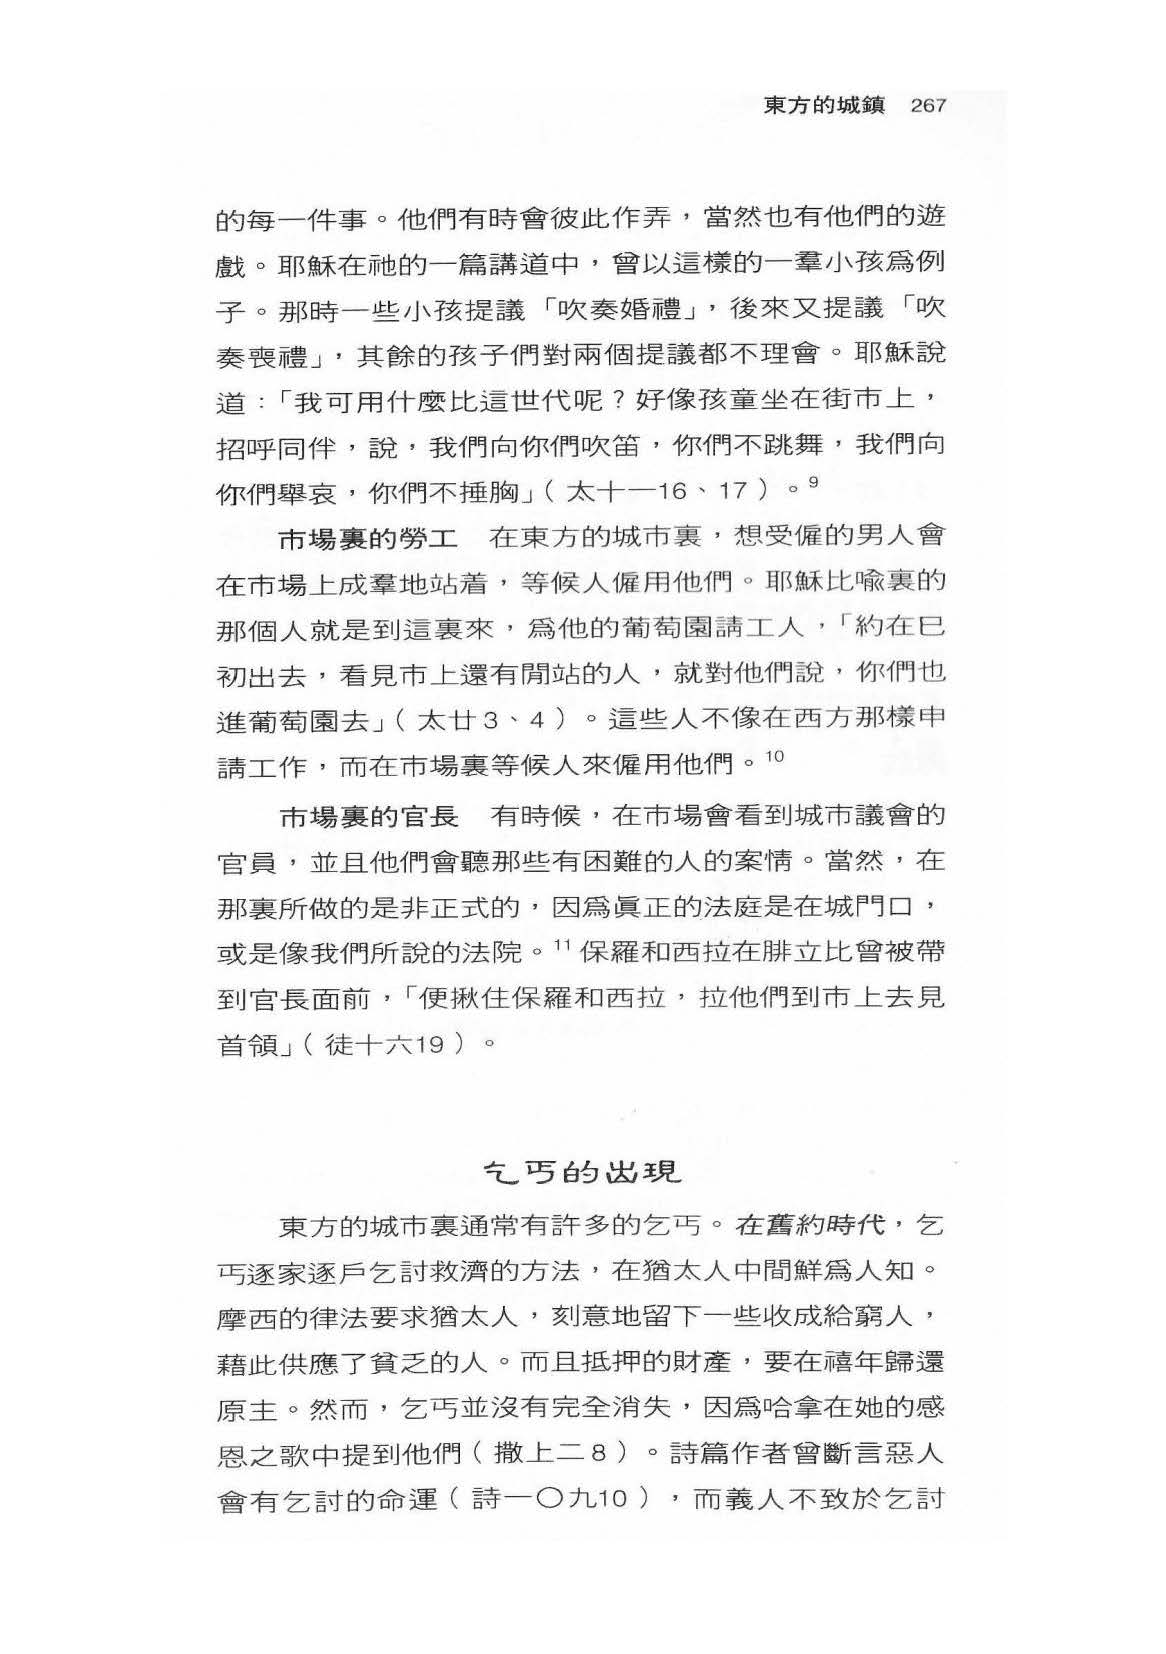 東方的城鎮 267
的每一件事。他們有時會彼此作弄，當然也有他們的遊
戲。耶穌在祂的一篇講道中，曾以這樣的一羣小孩爲例
子。那時一些小孩提議「吹奏婚禮」，後來又提議「吹
奏喪禮」，其餘的孩子們對兩個提議都不理會。耶穌說
道：「我可用什麼比這世代呢？好像孩童坐在街市上，
招呼同伴，說，我們向你們吹笛，你們不跳舞，我們向
你們舉哀，你們不捶胸」（太十一16、17）。9
市場裏的勞工 在東方的城市裏，想受僱的男人會
在市場上成羣地站着，等候人僱用他們。耶穌比喻裏的
那個人就是到這裏來，爲他的葡萄園請工人，「約在巳
初出去，看見市上還有閒站的人，就對他們說，你們也
進葡萄園去」（太廿3、4）。這些人不像在西方那樣申
請工作，而在市場裏等候人來僱用他們。10
市場裏的官長 有時候，在市場會看到城市議會的
官員，並且他們會聽那些有困難的人的案情。當然，在
那裏所做的是非正式的，因爲眞正的法庭是在城門口，
或是像我們所說的法院。11 保羅和西拉在腓立比曾被帶
到官長面前，「便揪住保羅和西拉，拉他們到市上去見
首領」（徒十六19）。
乞丐的出現
東方的城市裏通常有許多的乞丐。在舊約時代，乞
丐逐家逐戶乞討救濟的方法，在猶太人中間鮮爲人知。
摩西的律法要求猶太人，刻意地留下一些收成給窮人，
藉此供應了貧乏的人。而且抵押的財產，要在禧年歸還
原主。然而，乞丐並沒有完全消失，因爲哈拿在她的感
恩之歌中提到他們（撒上二8）。詩篇作者曾斷言惡人
會有乞討的命運（詩一〇九10），而義人不致於乞討